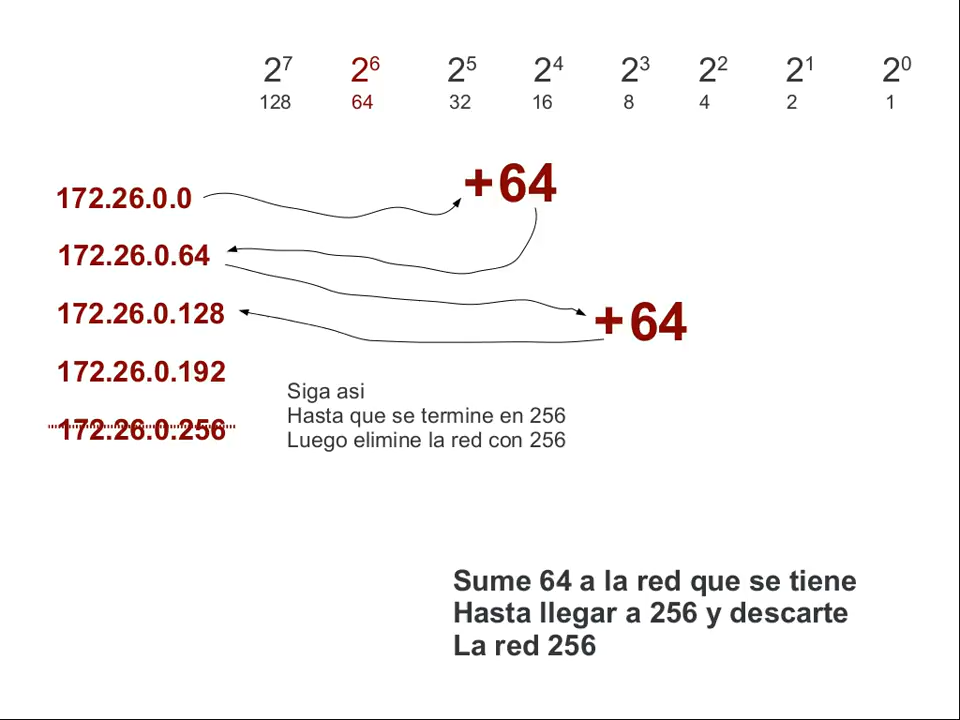 2⁷ 2⁶ 2⁵ 2⁴ 2³ 2² 2¹ 2⁰
128 64 32 16 8 4 2 1
172.26.0.0
+64
172.26.0.64
172.26.0.128
+64
172.26.0.192
172.26.0.256
Siga asi
Hasta que se termine en 256
Luego elimine la red con 256
Sume 64 a la red que se tiene
Hasta llegar a 256 y descarte
La red 256